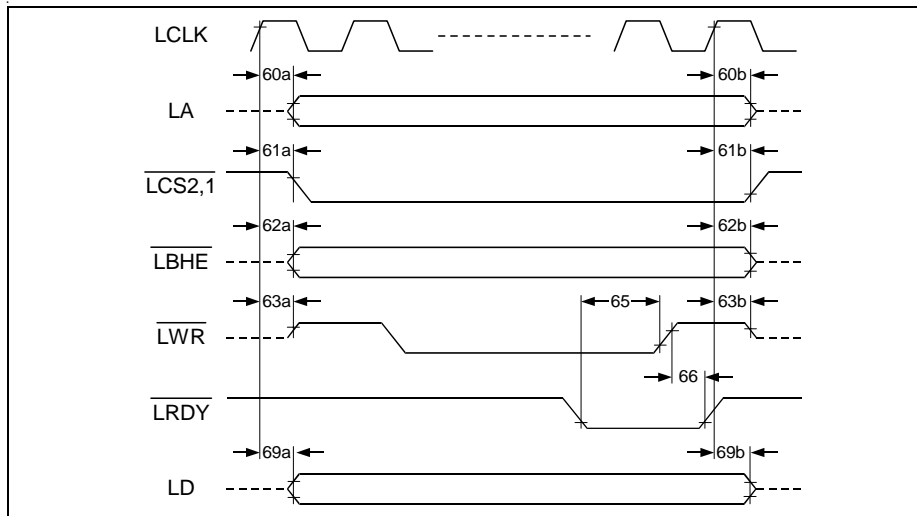 LCLK
60a 60b
LA
61a 61b
LCS2,1
62a 62b
LBHE
63a 65 63b
LWR
66
LRDY
69a 69b
LD